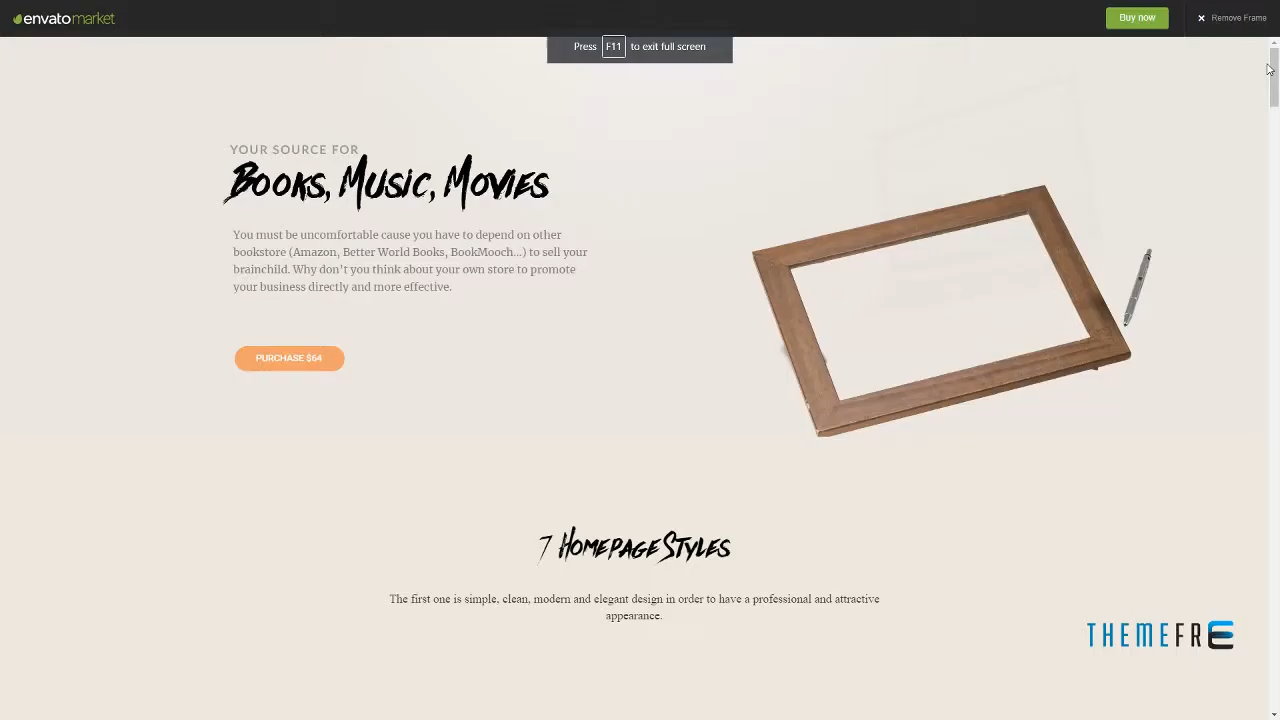 envato market
Buy now
Remove Frame
Press F11 to exit full screen
YOUR SOURCE FOR
Books, Music, Movies
You must be uncomfortable cause you have to depend on other
bookstore (Amazon, Better World Books, BookMooch...) to sell your
brainchild. Why don't you think about your own store to promote
your business directly and more effective.
PURCHASE $64
7 Homepage Styles
The first one is simple, clean, modern and elegant design in order to have a professional and attractive
appearance.
THEMEFRE